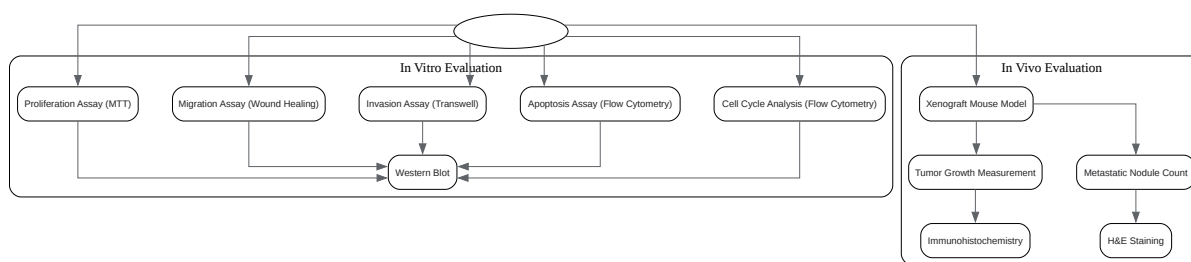 In Vitro Evaluation
In Vivo Evaluation
Proliferation Assay (MTT)
Migration Assay (Wound Healing)
Invasion Assay (Transwell)
Apoptosis Assay (Flow Cytometry)
Cell Cycle Analysis (Flow Cytometry)
Xenograft Mouse Model
Western Blot
Tumor Growth Measurement
Metastatic Nodule Count
Immunohistochemistry
H&E Staining